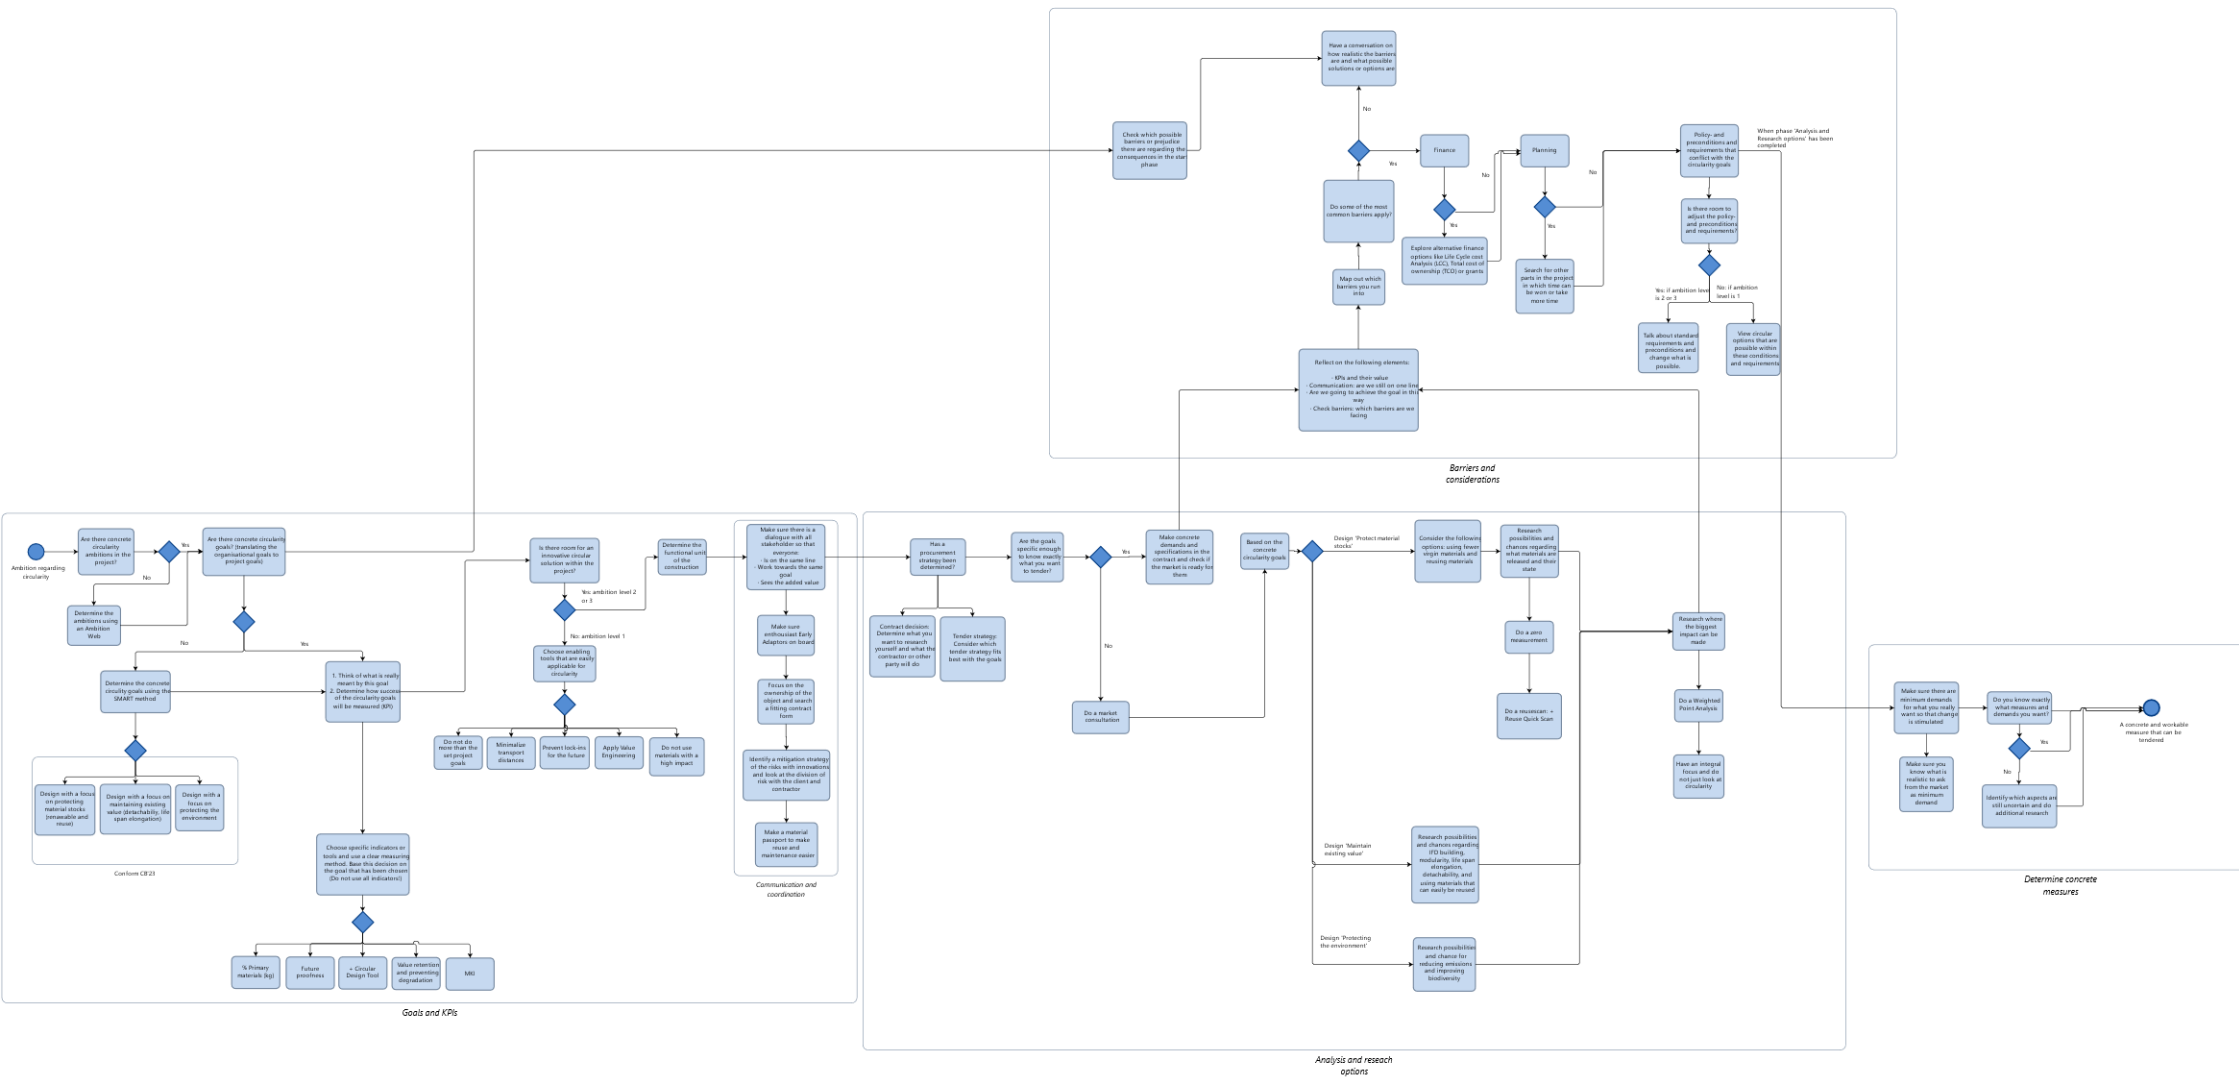 Have a conversation on
how realistic the barriers
are and what possible
solutions or options are
No
Check which possible
barriers or prejudice
there are regarding the
consequences in the
phase
Yes
Finance
No
Planning
No
Policy- and
preconditions and
requirements that
conflict with the
circularity goals
When phase 'Analysis and
Research options' has been
completed
Do some of the most
common barriers apply?
Yes
Explore alternative finance
options like Life Cycle cost
Analysis (LCC), Total cost of
ownership (TCO) or grants
Yes
Search for other
parts in the project
in which time can
be won or take
more time
Is there room to
adjust the policy-
and preconditions
and requirements?
Map out which
barriers you run
into
Yes: if ambition level
is 2 or 3
No: if ambition
level is 1
Talk about standard
requirements and
preconditions and
change what is
possible.
View circular
options that are
possible within
these conditions
and requirements
Reflect on the following elements:
- KPIs and their value
- Communication: are we still on one line
- Are we going to achieve the goal in this
way
- Check barriers: which barriers are we
facing
Barriers and
considerations
Ambition regarding
circularity
Are there concrete
circularity
ambitions in the
project?
Yes
No
Determine the
ambitions using
an Ambition
Web
Are there concrete circularity
goals? (translating the
organisational goals to
project goals)
No
Yes
Determine the concrete
circulity goals using the
SMART method
1. Think of what is really
meant by this goal
2. Determine how success
of the circularity goals
will be measured (KPI)
Design with a focus
on protecting
material stocks
(renawable and
reuse)
Design with a focus on
maintaining existing
value (detachabiliy, life
span elongation)
Design with a
focus on
protecting the
environment
Conform CB'23
Choose specific indicators or
tools and use a clear measuring
method. Base this decision on
the goal that has been chosen
(Do not use all indicators!)
% Primary
materials (kg)
Future
proofness
+ Circular
Design Tool
Value retention
and preventing
degradation
MKI
Is there room for an
innovative circular
solution within the
project?
Yes: ambition level 2
or 3
No: ambition level 1
Choose enabling
tools that are easily
applicable for
circularity
Do not do
more than the
set project
goals
Minimalize
transport
distances
Prevent lock-ins
for the future
Apply Value
Engineering
Do not use
materials with a
high impact
Determine the
functional unit
of the
construction
Make sure there is a
dialogue with all
stakeholder so that
everyone:
- Is on the same line
- Work towards the same
goal
- Sees the added value
Make sure
enthousiast Early
Adaptors on board
Focus on the
ownership of the
object and search
a fitting contract
form
Identify a mitigation strategy
of the risks with innovations
and look at the division of
risk with the client and
contractor
Make a material
passport to make
reuse and
maintenance easier
Communication and
coordination
Goals and KPIs
Has a
procurement
strategy been
determined?
Contract decision:
Determine what you
want to research
yourself and what the
contractor or other
party will do
Tender strategy:
Consider which
tender strategy fits
best with the goals
Are the goals
specific enough
to know exactly
what you want
to tender?
Yes
No
Make concrete
demands and
specifications in the
contract and check if
the market is ready for
them
Do a market
consultation
Based on the
concrete
circularity goals
Design 'Protect material
stocks'
Consider the following
options: using fewer
virgin materials and
reusing materials
Research
possibilities and
chances regarding
what materials are
released and their
state
Do a zero
measurement
Do a reusescan: +
Reuse Quick Scan
Design 'Maintain
existing value'
Research possibilities
and chances regarding
IFD building,
modularity, life span
elongation,
detachability, and
using materials that
can easily be reused
Design 'Protecting
the environment'
Research possibilities
and chance for
reducing emissions
and improving
biodiversity
Research where
the biggest
impact can be
made
Do a Weighted
Point Analysis
Have an integral
focus and do
not just look at
circularity
Analysis and reseach
options
Make sure there are
minimum demands
for what you really
want so that change
is stimulated
Make sure you
know what is
realistic to ask
from the market
as minimum
demand
Do you know exactly
what measures and
demands you want?
Yes
No
Identify which aspects are
still uncertain and do
additional research
A concrete and workable
measure that can be
tendered
Determine concrete
measures